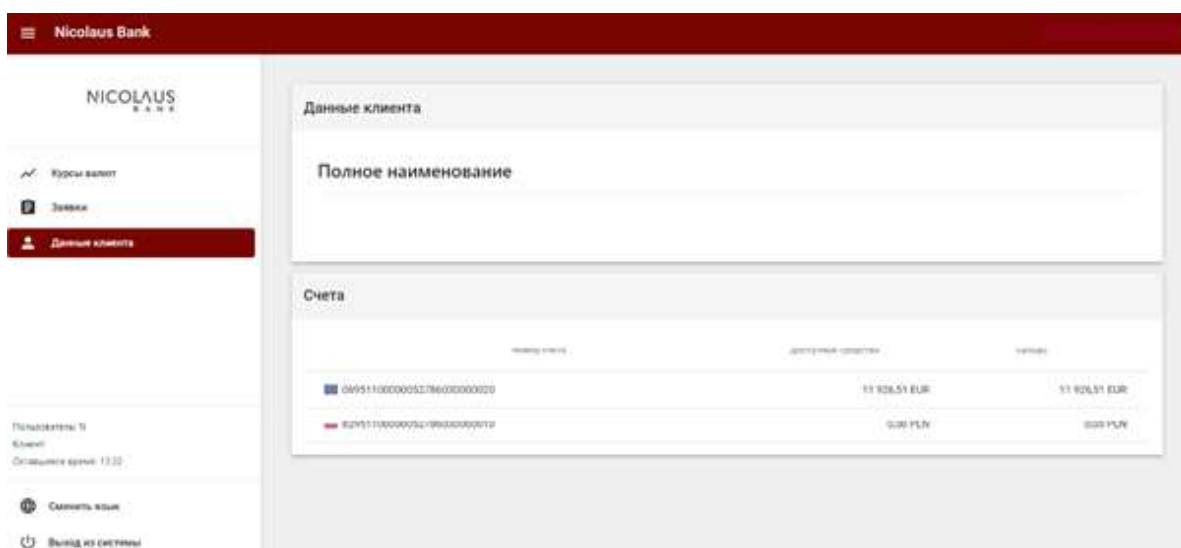 Nicolaus Bank
NICOLAUS
BANK
Курсы валют
Заявки
Данные клиента
Пользователь: N
Клиент
Оставшееся время: 13:22
Сменить язык
Выход из системы
Данные клиента
Полное наименование
Счета
номер счета доступные средства сальдо
11 926,51 EUR 11 926,51 EUR
0,00 PLN 0,00 PLN